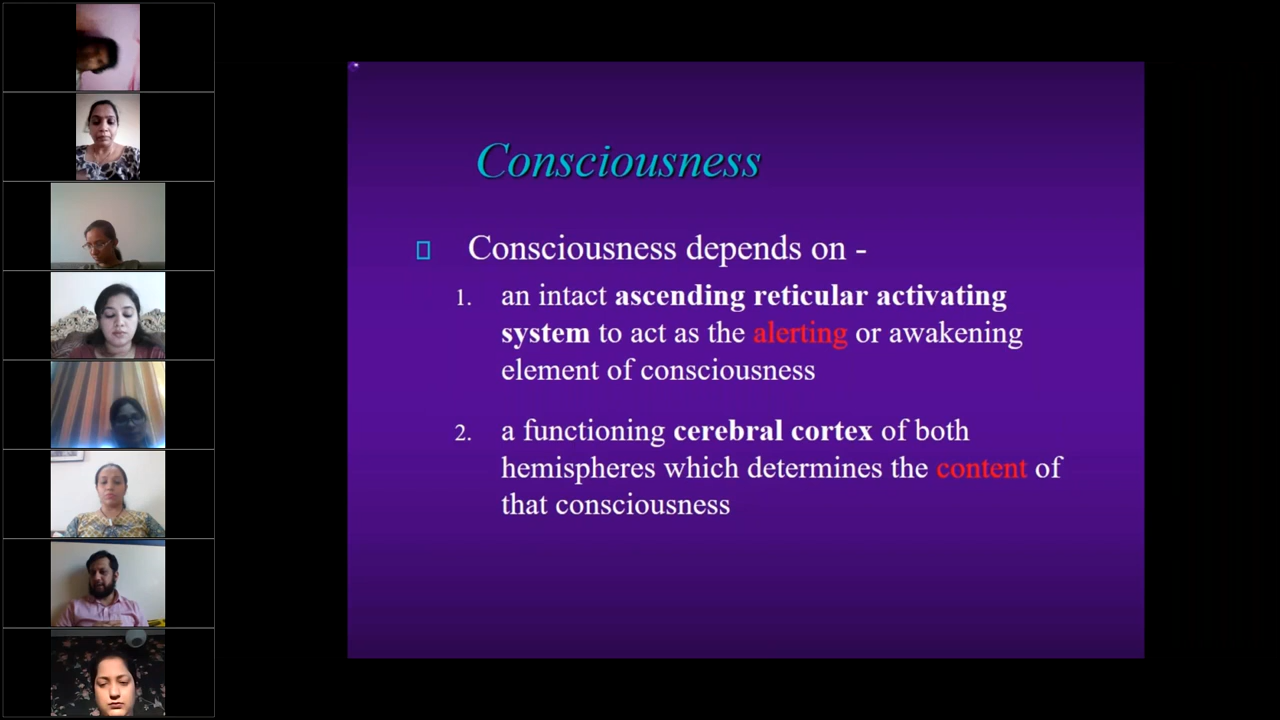 Consciousness
Consciousness depends on -
1. an intact ascending reticular activating
system to act as the alerting or awakening
element of consciousness
2. a functioning cerebral cortex of both
hemispheres which determines the content of
that consciousness